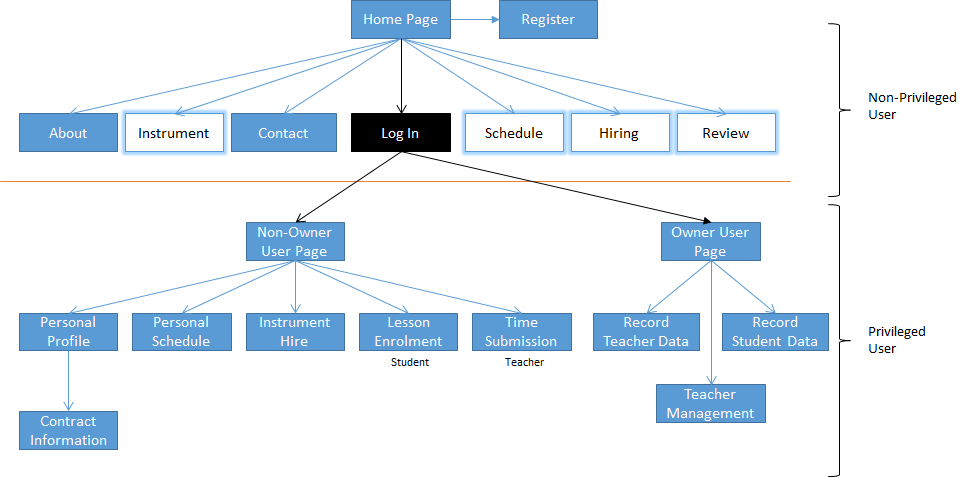 Home Page
Register
About
Instrument
Contact
Log In
Schedule
Hiring
Review
Non-Privileged
User
Non-Owner
User Page
Owner User
Page
Personal
Profile
Personal
Schedule
Instrument
Hire
Lesson
Enrolment
Student
Time
Submission
Teacher
Record
Teacher Data
Record
Student Data
Privileged
User
Teacher
Management
Contract
Information